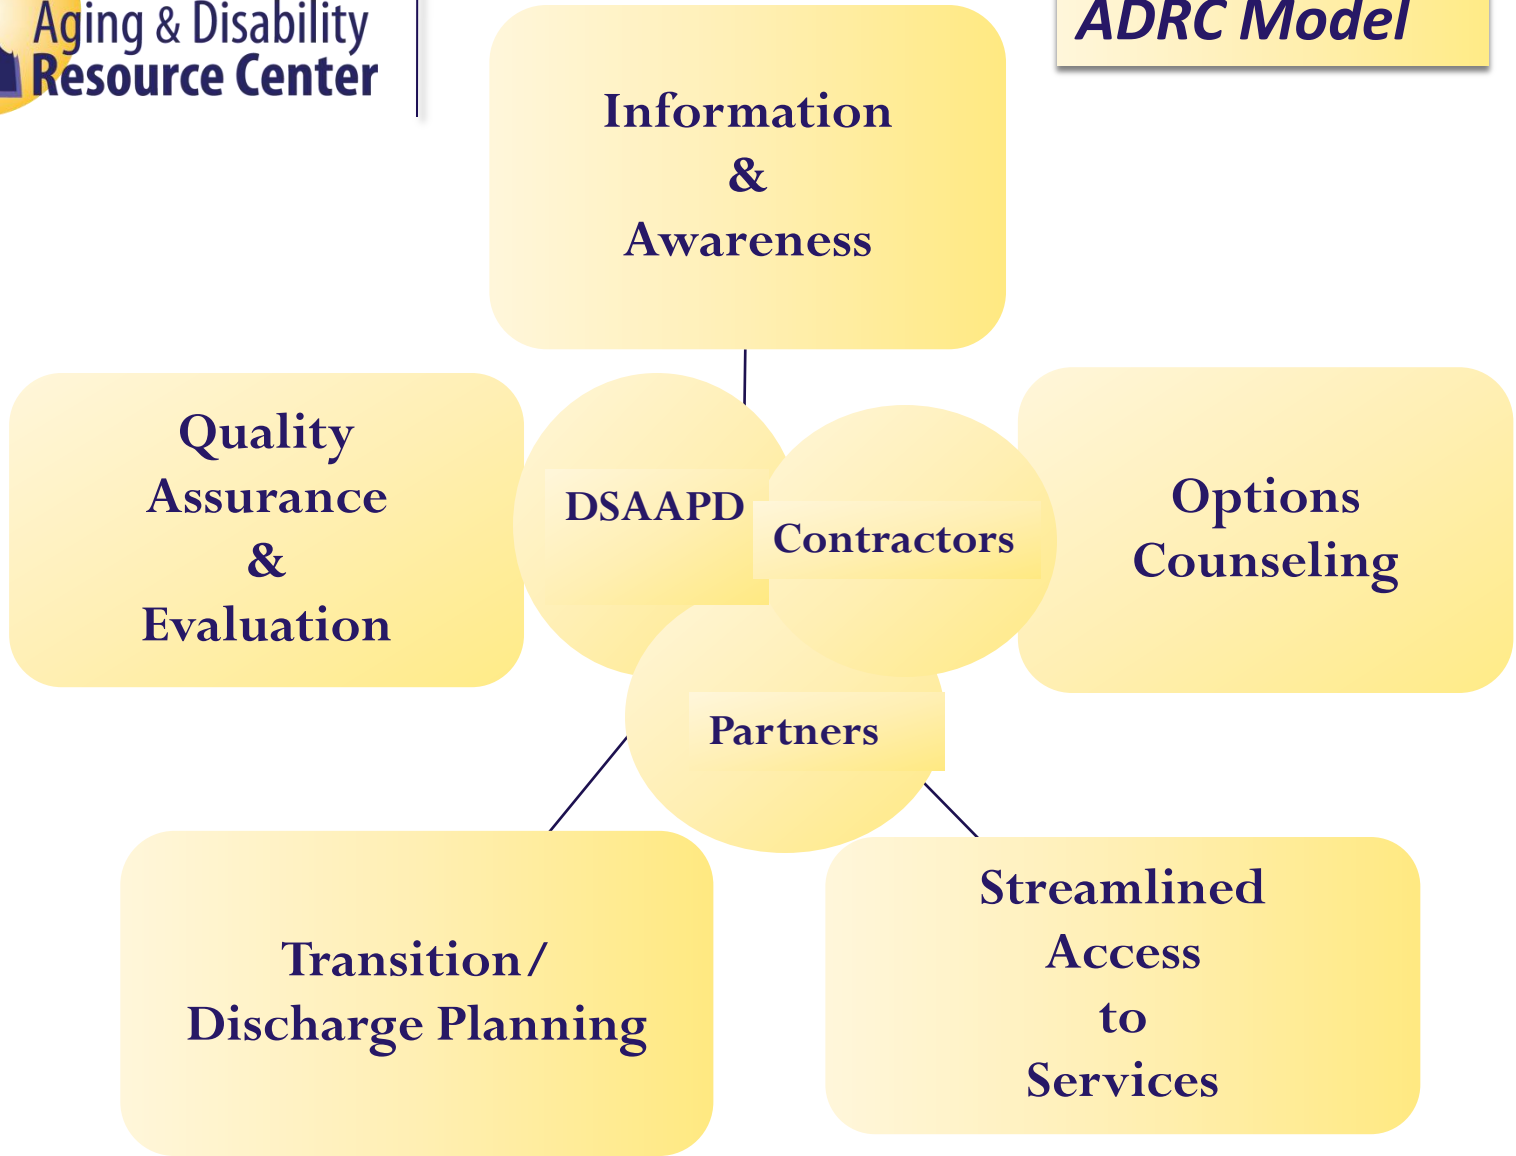 Aging & Disability
Resource Center
ADRC Model
Information
&
Awareness
Quality
Assurance
&
Evaluation
DSAAPD
Contractors
Options
Counseling
Partners
Transition/
Discharge Planning
Streamlined
Access
to
Services